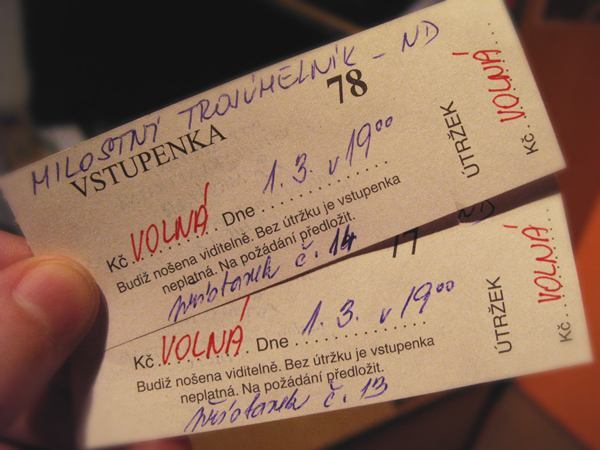 MILOSTNÝ TROJÚHELNÍK - ND
VSTUPENKA
78
Kč VOLNÁ Dne 1. 3. v 19⁰⁰
Budiž nošena viditelně. Bez útržku je vstupenka
neplatná. Na požádání předložit.
přístavek č. 14
ÚTRŽEK
Kč VOLNÁ
77
Kč VOLNÁ Dne 1. 3. v 19⁰⁰
Budiž nošena viditelně. Bez útržku je vstupenka
neplatná. Na požádání předložit.
přístavek č. 13
ÚTRŽEK
Kč VOLNÁ